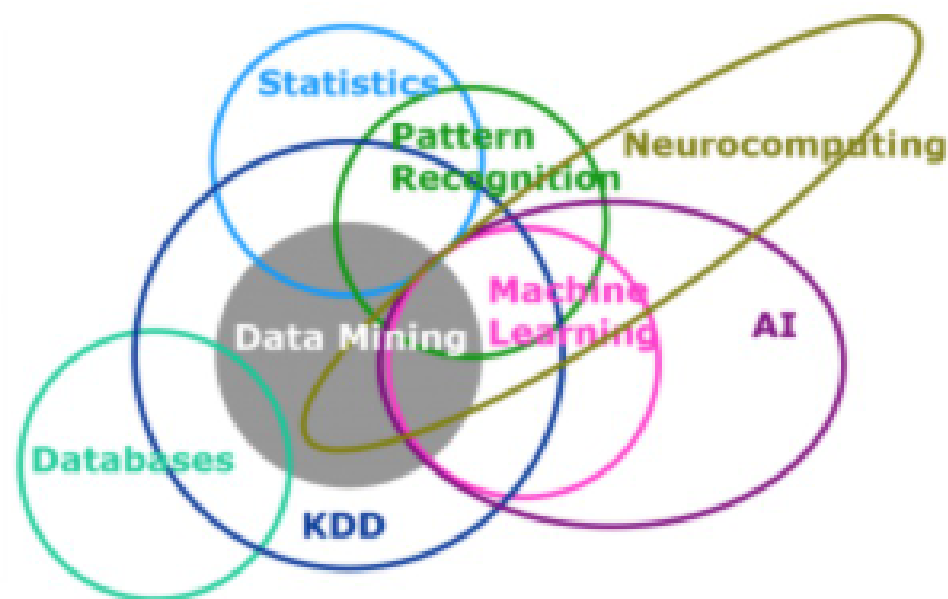 Statistics
Pattern
Recognition
Neurocomputing
Machine
Learning
AI
Data Mining
Databases
KDD